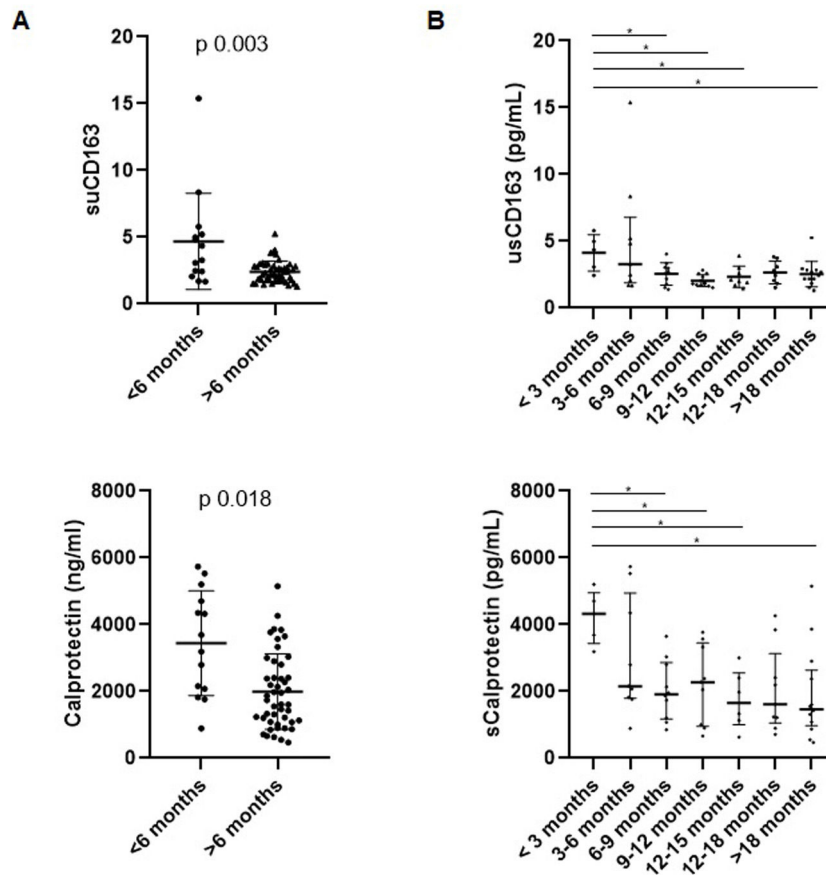 A
B
p 0.003
suCD163
20
15
10
5
0
<6 months
>6 months
* 
*
*
*
usCD163 (pg/mL)
20
15
10
5
0
< 3 months
3-6 months
6-9 months
9-12 months
12-15 months
12-18 months
>18 months
p 0.018
Calprotectin (ng/ml)
8000
6000
4000
2000
0
<6 months
>6 months
*
*
*
*
sCalprotectin (pg/mL)
8000
6000
4000
2000
0
< 3 months
3-6 months
6-9 months
9-12 months
12-15 months
12-18 months
>18 months